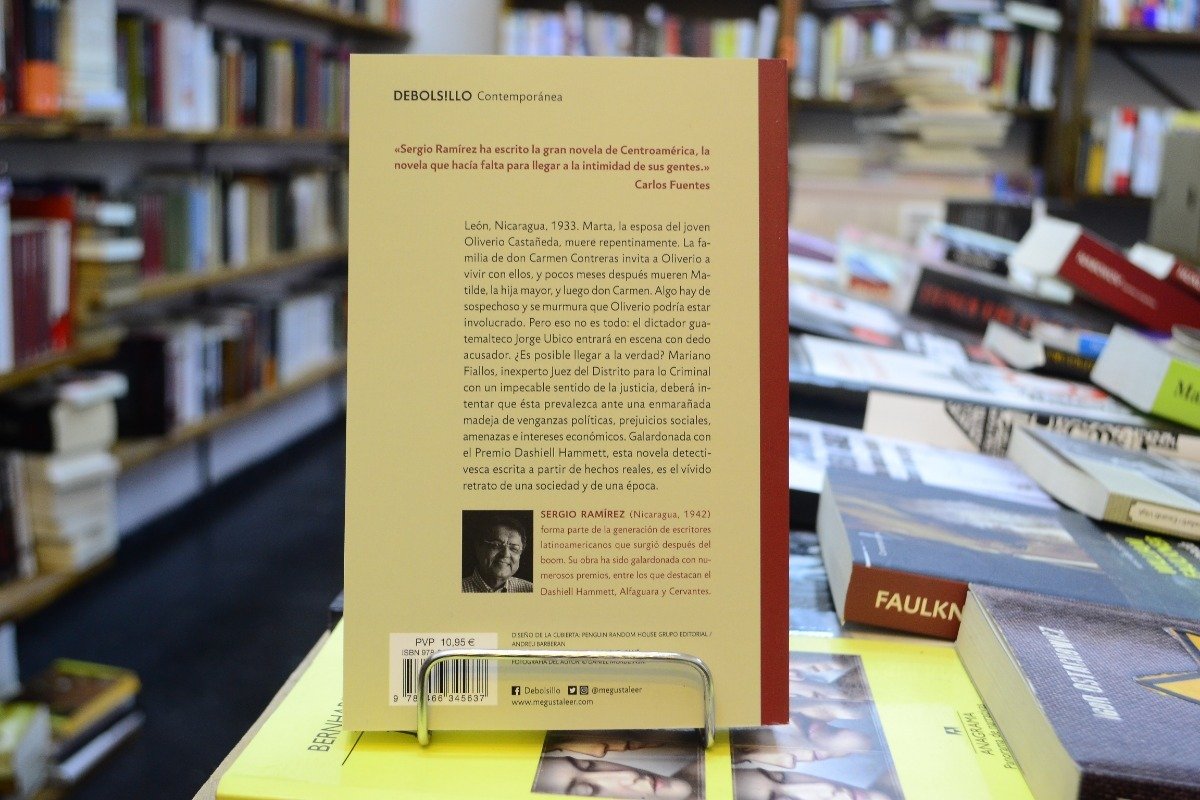 DEBOLS!LLO Contemporánea
«Sergio Ramírez ha escrito la gran novela de Centroamérica, la
novela que hacía falta para llegar a la intimidad de sus gentes.»
Carlos Fuentes
León, Nicaragua, 1933. Marta, la esposa del joven
Oliverio Castañeda, muere repentinamente. La fa-
milia de don Carmen Contreras invita a Oliverio a
vivir con ellos, y pocos meses después mueren Ma-
tilde, la hija mayor, y luego don Carmen. Algo hay de
sospechoso y se murmura que Oliverio podría estar
involucrado. Pero eso no es todo: el dictador gua-
temalteco Jorge Ubico entrará en escena con dedo
acusador. ¿Es posible llegar a la verdad? Mariano
Fiallos, inexperto Juez del Distrito para lo Criminal
con un impecable sentido de la justicia, deberá in-
tentar que ésta prevalezca ante una enmarañada
madeja de venganzas políticas, prejuicios sociales,
amenazas e intereses económicos. Galardonada con
el Premio Dashiell Hammett, esta novela detecti-
vesca escrita a partir de hechos reales, es el vívido
retrato de una sociedad y de una época.
SERGIO RAMÍREZ (Nicaragua, 1942)
forma parte de la generación de escritores
latinoamericanos que surgió después del
boom. Su obra ha sido galardonada con nu-
merosos premios, entre los que destacan el
Dashiell Hammett, Alfaguara y Cervantes.
PVP 10,95 €
ISBN 978-
DISEÑO DE LA CUBIERTA: PENGUIN RANDOM HOUSE GRUPO EDITORIAL /
ANDREU BARBERAN
FOTOGRAFÍA DEL AUTOR: ©
Debolsillo @megustaleer
www.megustaleer.com
345637
FAULKN
BERNHA
ANAGRAMA